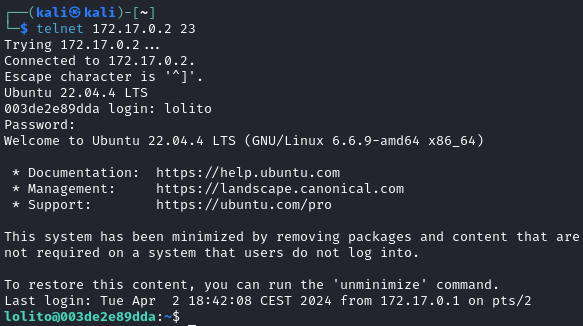 ┌──(kali㉿kali)-[~]
└─$ telnet 172.17.0.2 23
Trying 172.17.0.2...
Connected to 172.17.0.2.
Escape character is '^]'.
Ubuntu 22.04.4 LTS
003de2e89dda login: lolito
Password:
Welcome to Ubuntu 22.04.4 LTS (GNU/Linux 6.6.9-amd64 x86_64)
* Documentation:  https://help.ubuntu.com
* Management:     https://landscape.canonical.com
* Support:        https://ubuntu.com/pro
This system has been minimized by removing packages and content that are
not required on a system that users do not log into.
To restore this content, you can run the 'unminimize' command.
Last login: Tue Apr  2 18:42:08 CEST 2024 from 172.17.0.1 on pts/2
lolito@003de2e89dda:~$